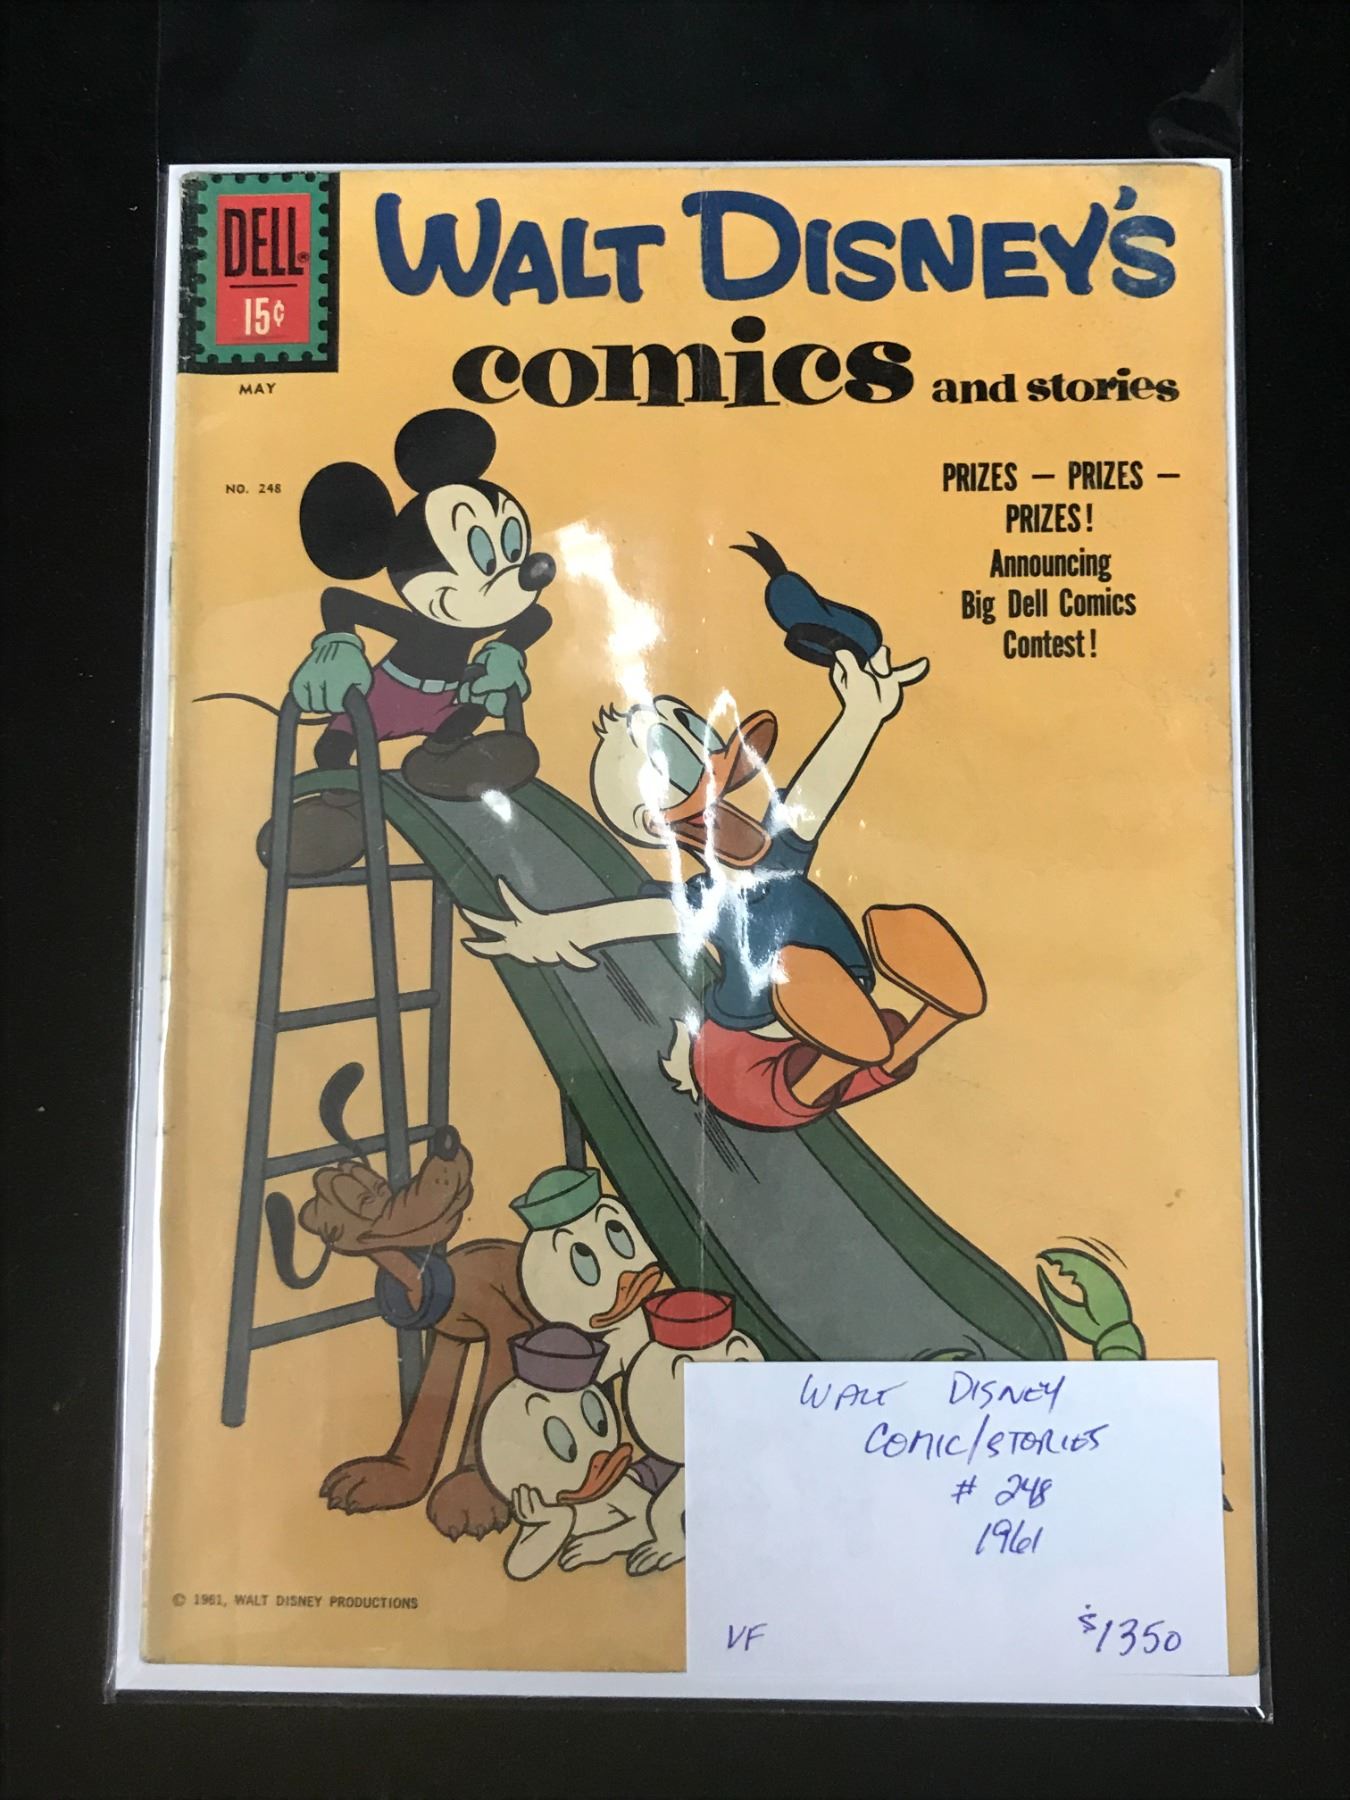 DELL®
15¢
MAY
NO. 248
WALT DISNEY'S
comics and stories
PRIZES — PRIZES —
PRIZES!
Announcing
Big Dell Comics
Contest!
© 1961, WALT DISNEY PRODUCTIONS
WALT DISNEY
COMIC/STORIES
# 248
1961
VF $1350